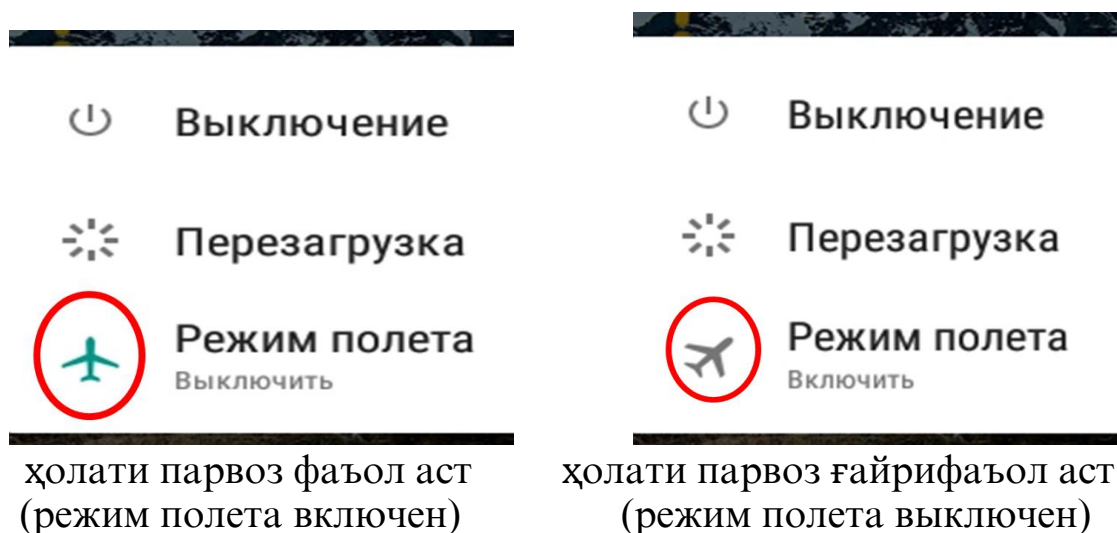 Выключение
Перезагрузка
Режим полета
Выключить
ҳолати парвоз фаъол аст
(режим полета включен)
Выключение
Перезагрузка
Режим полета
Включить
ҳолати парвоз ғайрифаъол аст
(режим полета выключен)